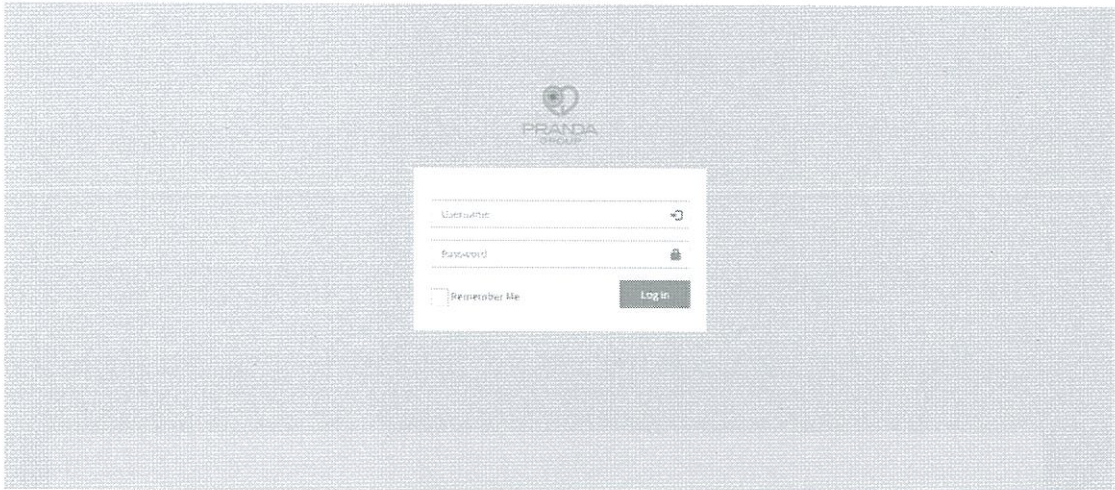 PRANDA
GROUP
Username
Password
Remember Me
Log In